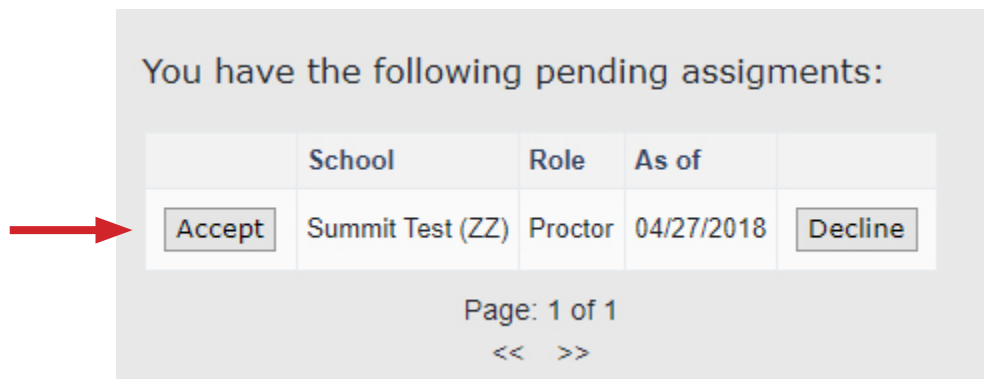 You have the following pending assigments:
School Role As of
Accept Summit Test (ZZ) Proctor 04/27/2018 Decline
Page: 1 of 1
<< >>